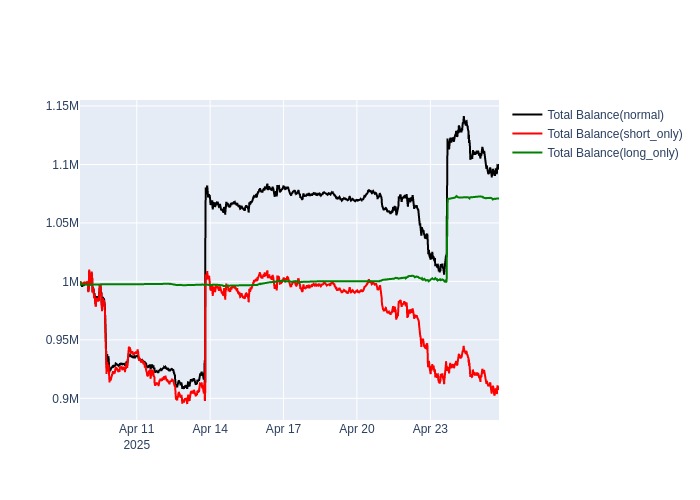 1.15M
1.1M
1.05M
1M
0.95M
0.9M
Apr 11
2025
Apr 14
Apr 17
Apr 20
Apr 23
Total Balance(normal)
Total Balance(short_only)
Total Balance(long_only)